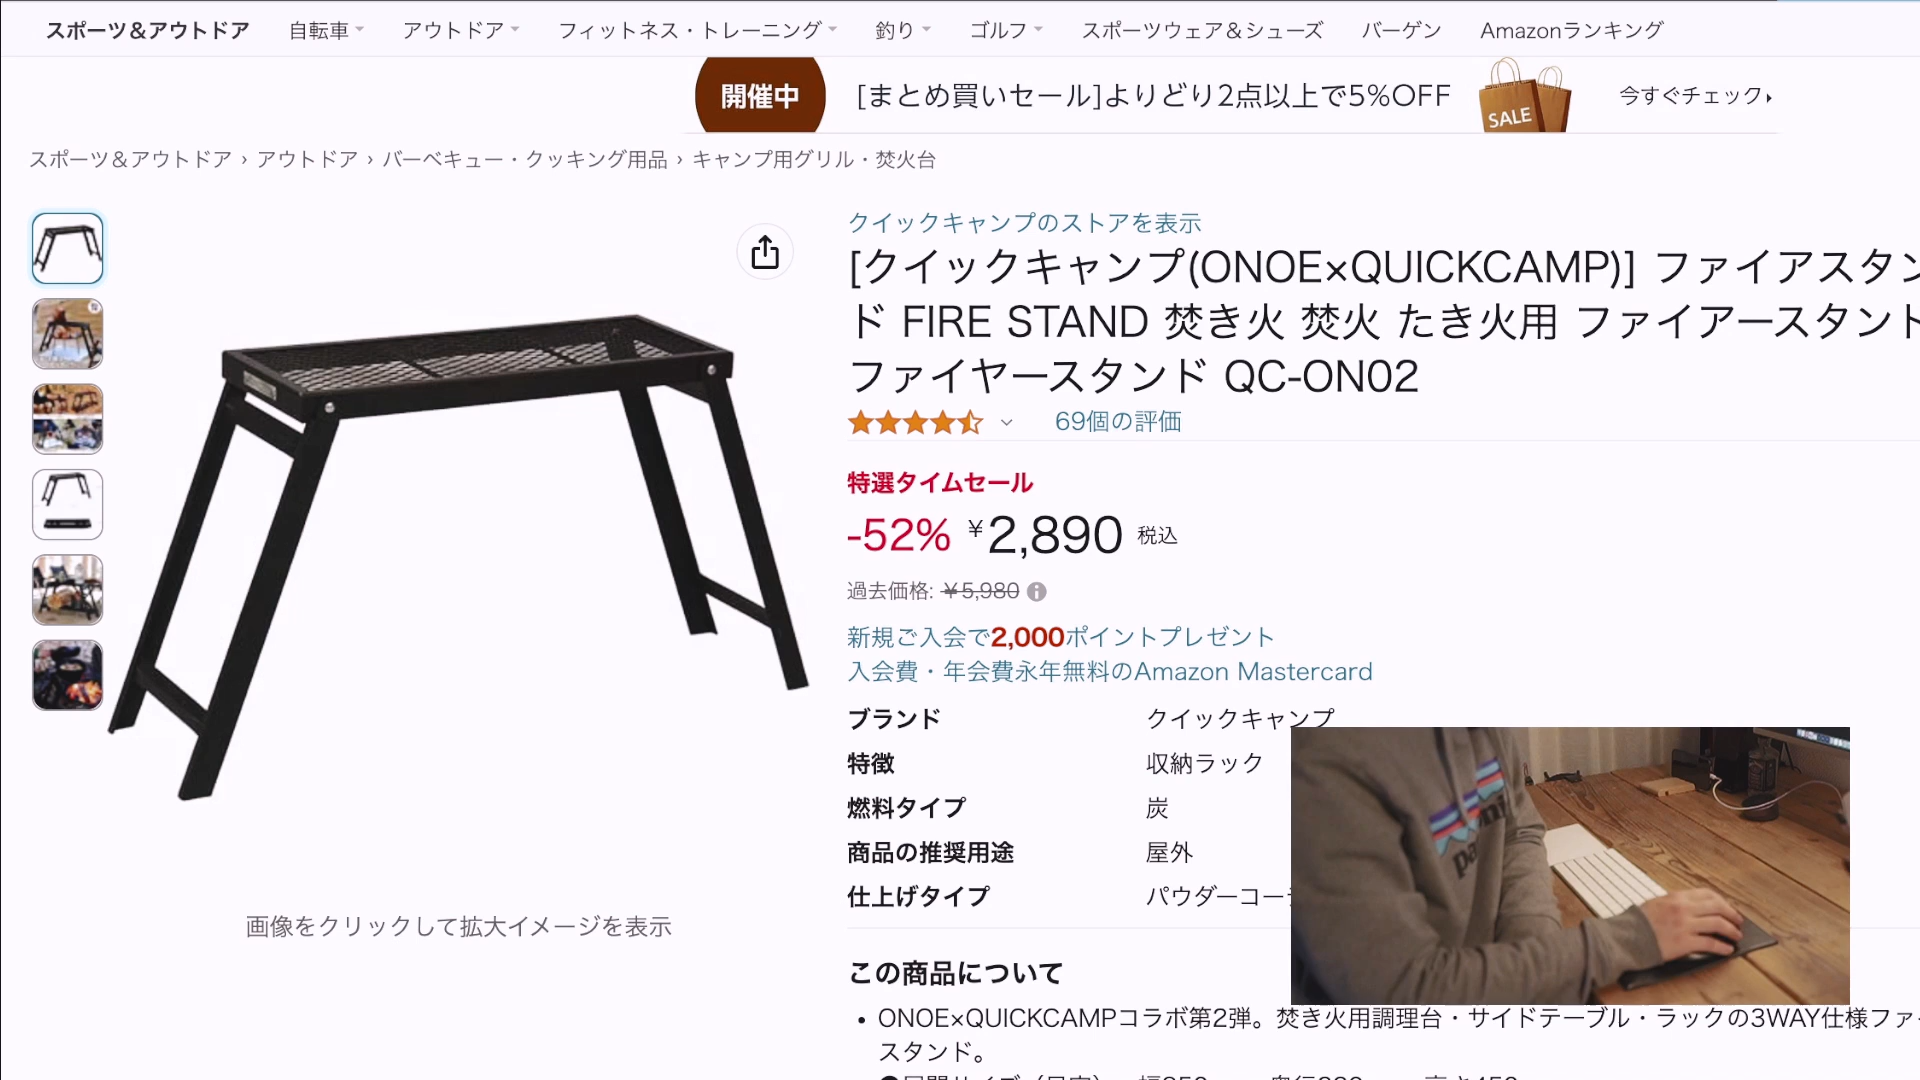 スポーツ&アウトドア 自転車 アウトドア フィットネス・トレーニング 釣り ゴルフ スポーツウェア&シューズ バーゲン Amazonランキング
開催中 [まとめ買いセール]よりどり2点以上で5%OFF SALE 今すぐチェック
スポーツ&アウトドア › アウトドア › バーベキュー・クッキング用品 › キャンプ用グリル・焚火台
クイックキャンプのストアを表示
[クイックキャンプ(ONOE×QUICKCAMP)] ファイアスタン
ド FIRE STAND 焚き火 焚火 たき火用 ファイアースタンド
ファイヤースタンド QC-ON02
69個の評価
特選タイムセール
-52% ¥2,890 税込
過去価格: ¥5,980
新規ご入会で2,000ポイントプレゼント
入会費・年会費永年無料のAmazon Mastercard
ブランド クイックキャンプ
特徴 収納ラック
燃料タイプ 炭
商品の推奨用途 屋外
仕上げタイプ パウダーコー
画像をクリックして拡大イメージを表示
この商品について
• ONOE×QUICKCAMPコラボ第2弾。焚き火用調理台・サイドテーブル・ラックの3WAY仕様ファイ
スタンド。